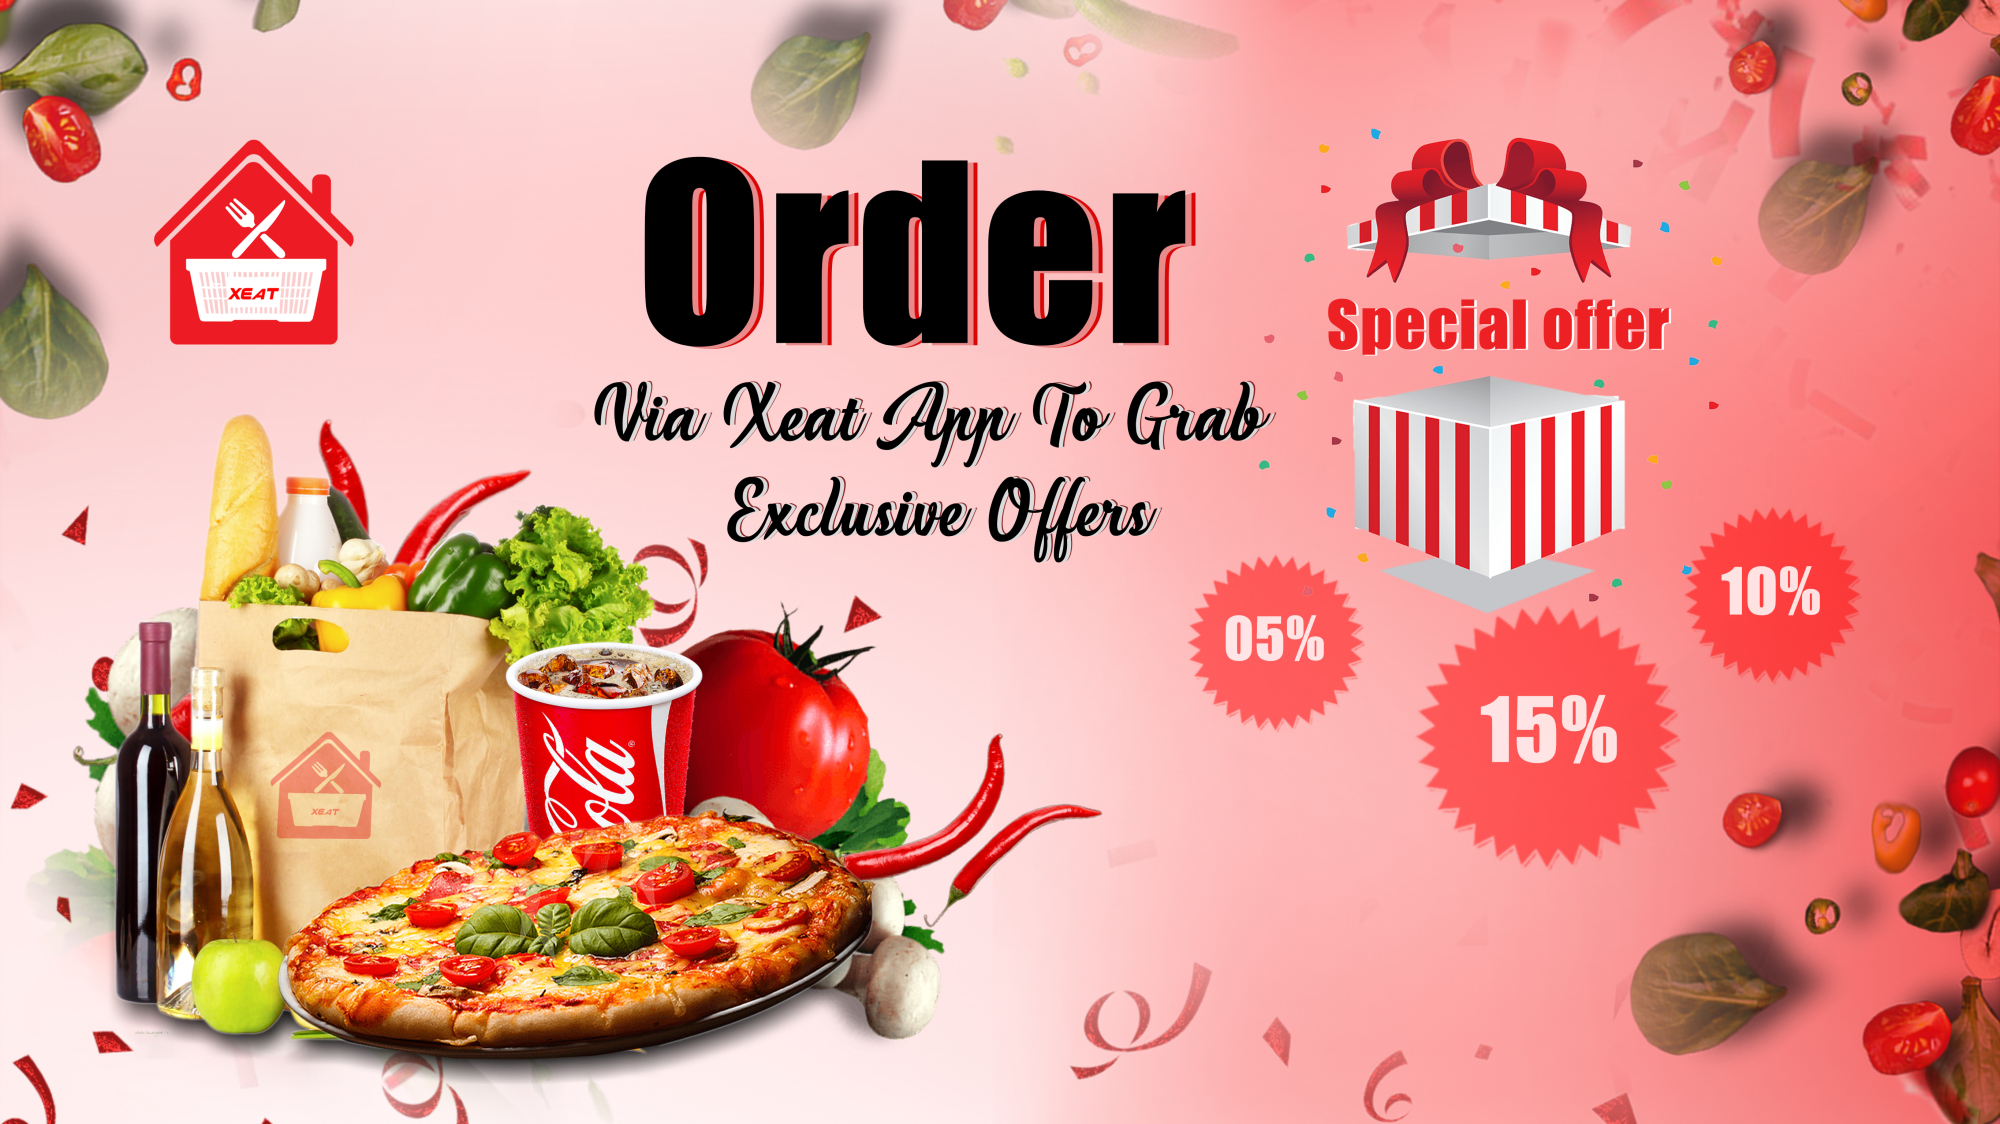 XEAT
Order
Via Xeat App To Grab
Exclusive Offers
Special offer
05%
10%
15%
XEAT
Cola